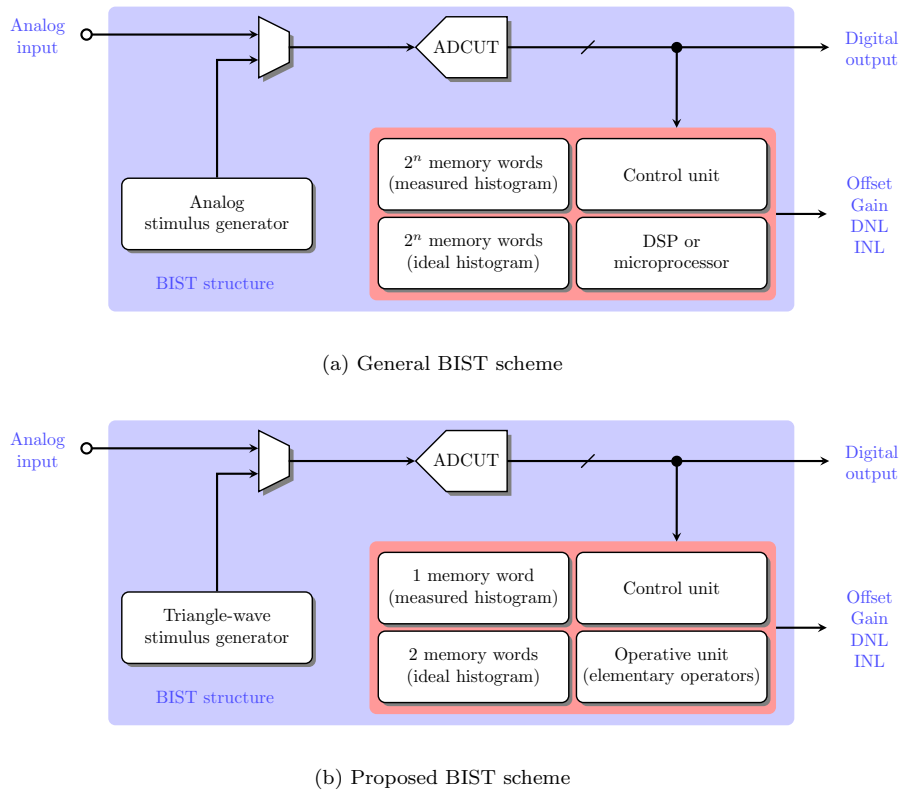 Analog
input
ADCUT
Digital
output
2ⁿ memory words
(measured histogram)
Control unit
Analog
stimulus generator
2ⁿ memory words
(ideal histogram)
DSP or
microprocessor
Offset
Gain
DNL
INL
BIST structure
(a) General BIST scheme
Analog
input
ADCUT
Digital
output
1 memory word
(measured histogram)
Control unit
Triangle-wave
stimulus generator
2 memory words
(ideal histogram)
Operative unit
(elementary operators)
Offset
Gain
DNL
INL
BIST structure
(b) Proposed BIST scheme